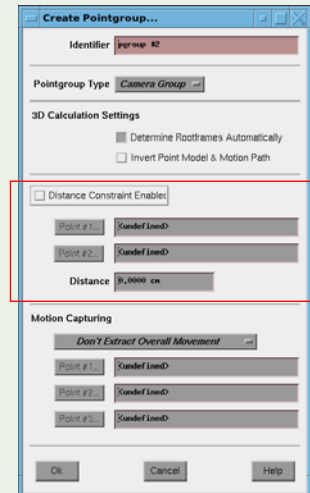 Create Pointgroup...
Identifier pgroup #2
Pointgroup Type Camera Group
3D Calculation Settings
Determine Rootframes Automatically
Invert Point Model & Motion Path
Distance Constraint Enabled
Point #1... <undefined>
Point #2... <undefined>
Distance 0,0000 cm
Motion Capturing
Don't Extract Overall Movement
Point #1... <undefined>
Point #2... <undefined>
Point #3... <undefined>
Ok Cancel Help